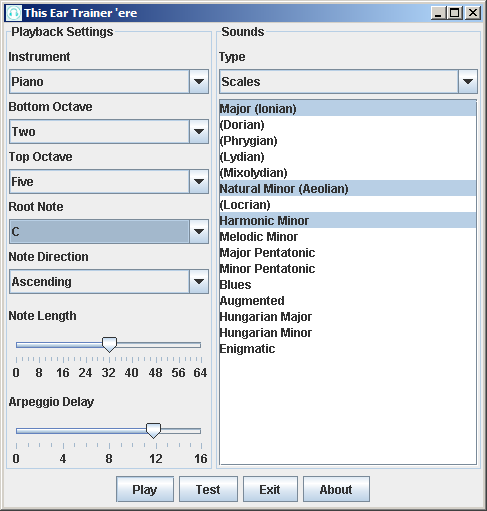 This Ear Trainer 'ere
Playback Settings
Instrument
Piano
Bottom Octave
Two
Top Octave
Five
Root Note
C
Note Direction
Ascending
Note Length
0 8 16 24 32 40 48 56 64
Arpeggio Delay
0 4 8 12 16
Sounds
Type
Scales
Major (Ionian)
(Dorian)
(Phrygian)
(Lydian)
(Mixolydian)
Natural Minor (Aeolian)
(Locrian)
Harmonic Minor
Melodic Minor
Major Pentatonic
Minor Pentatonic
Blues
Augmented
Hungarian Major
Hungarian Minor
Enigmatic
Play Test Exit About